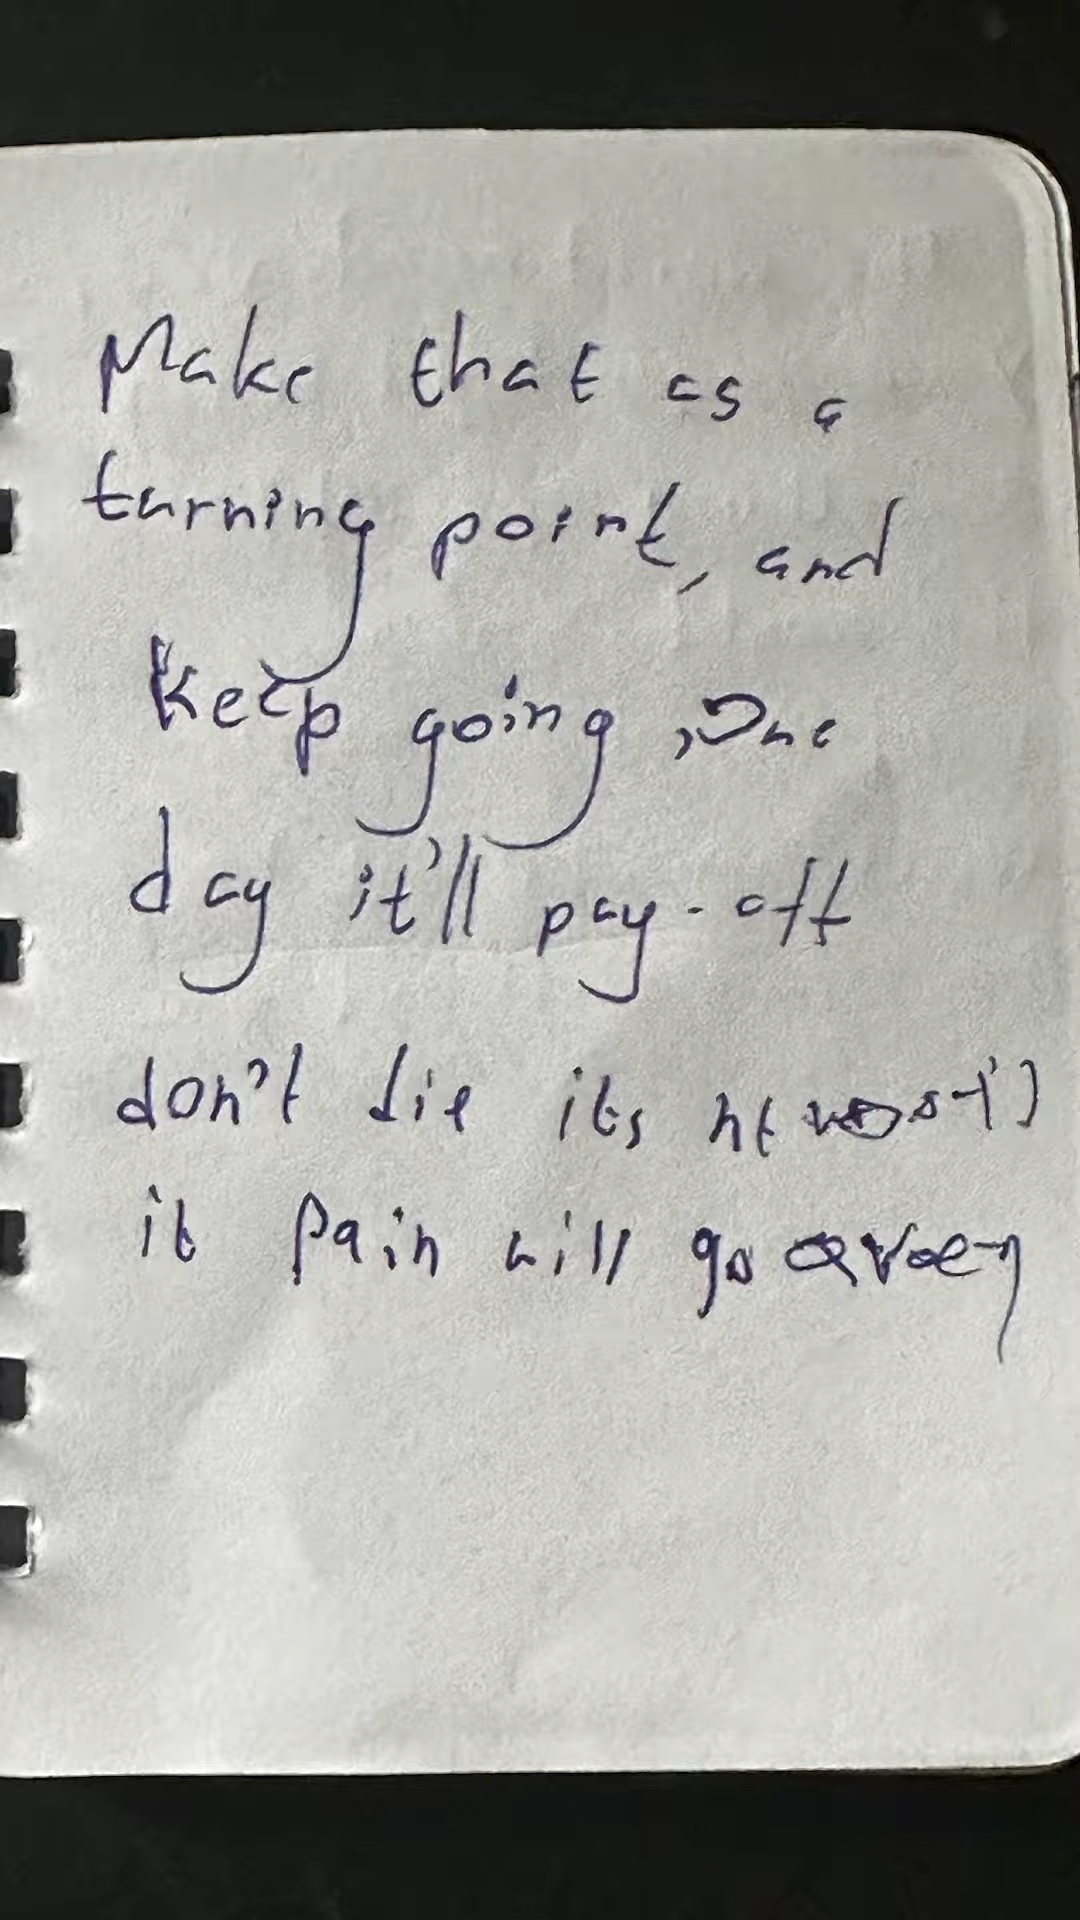 Make that as a
turning point, and
Keep going, One
day it'll pay-off
don't die its
it Pain will go